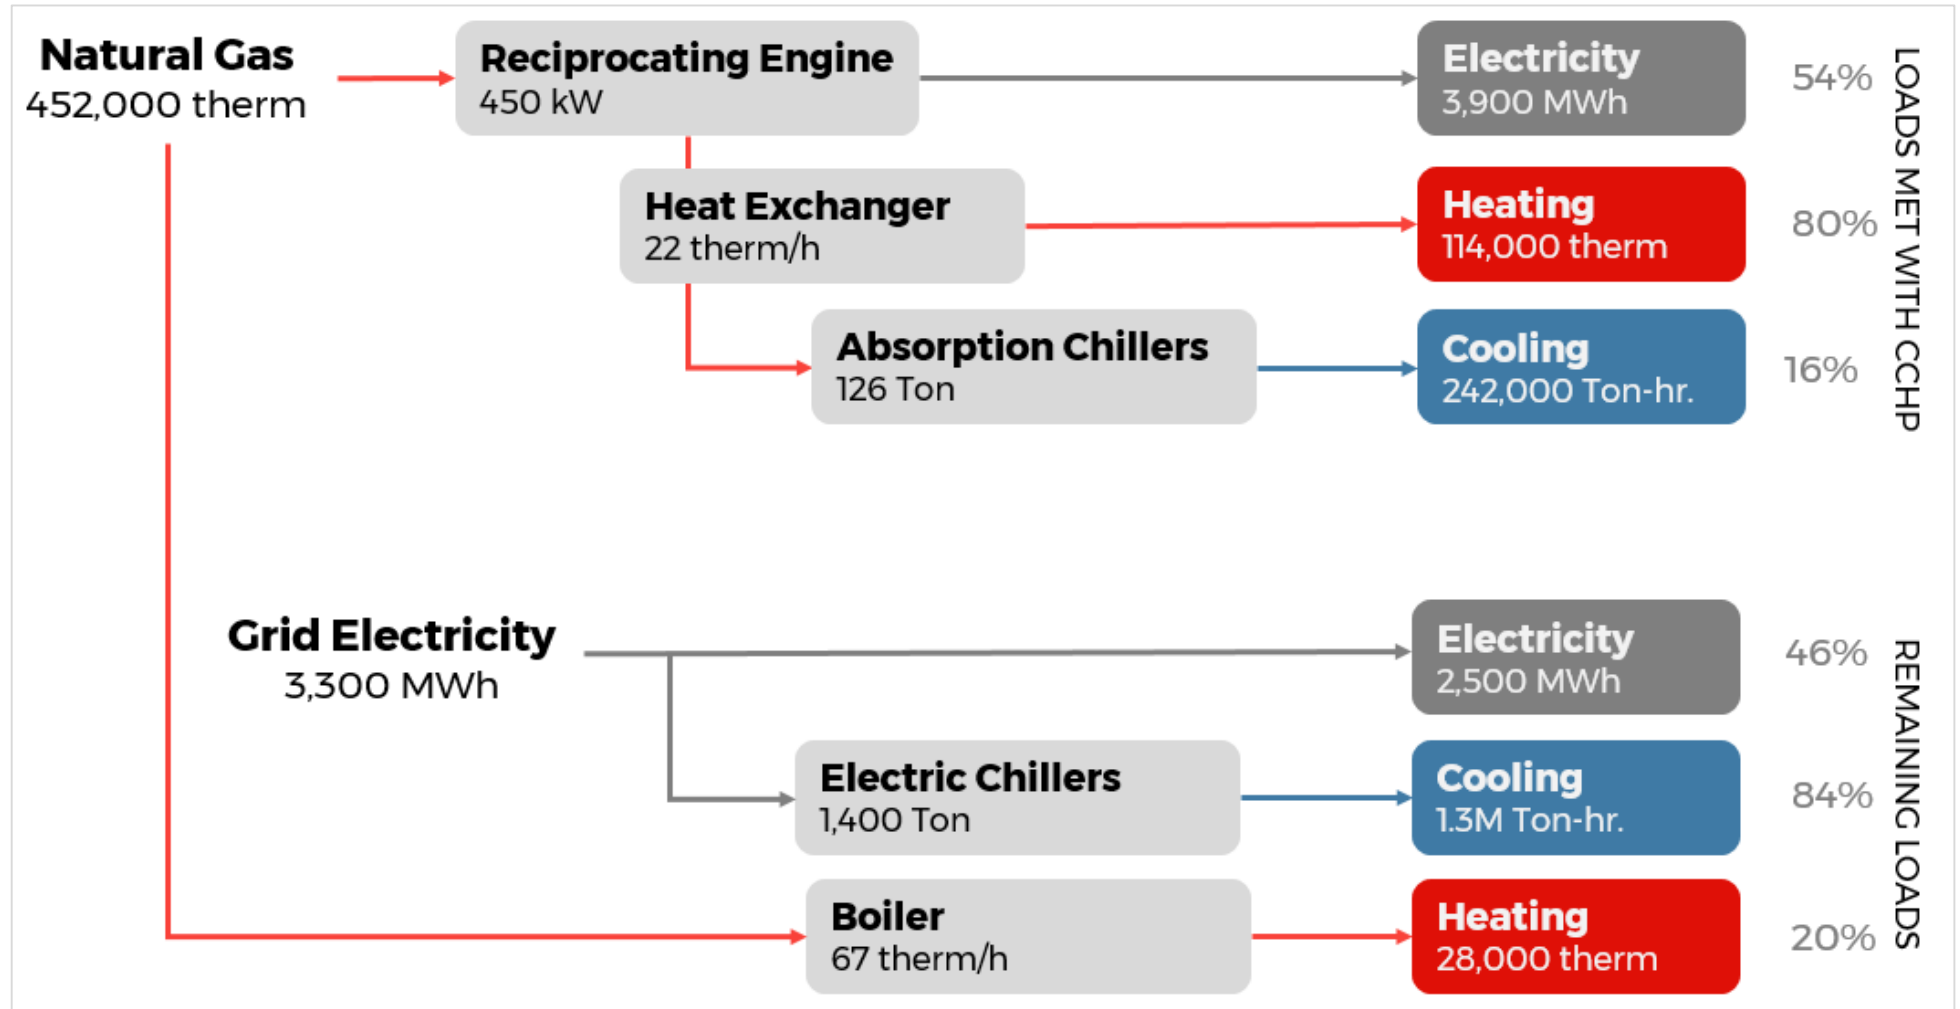 Natural Gas
452,000 therm
Reciprocating Engine
450 kW
Electricity
3,900 MWh
54%
Heat Exchanger
22 therm/h
Heating
114,000 therm
80%
Absorption Chillers
126 Ton
Cooling
242,000 Ton-hr.
16%
LOADS MET WITH CCHP
Grid Electricity
3,300 MWh
Electricity
2,500 MWh
46%
Electric Chillers
1,400 Ton
Cooling
1.3M Ton-hr.
84%
Boiler
67 therm/h
Heating
28,000 therm
20%
REMAINING LOADS